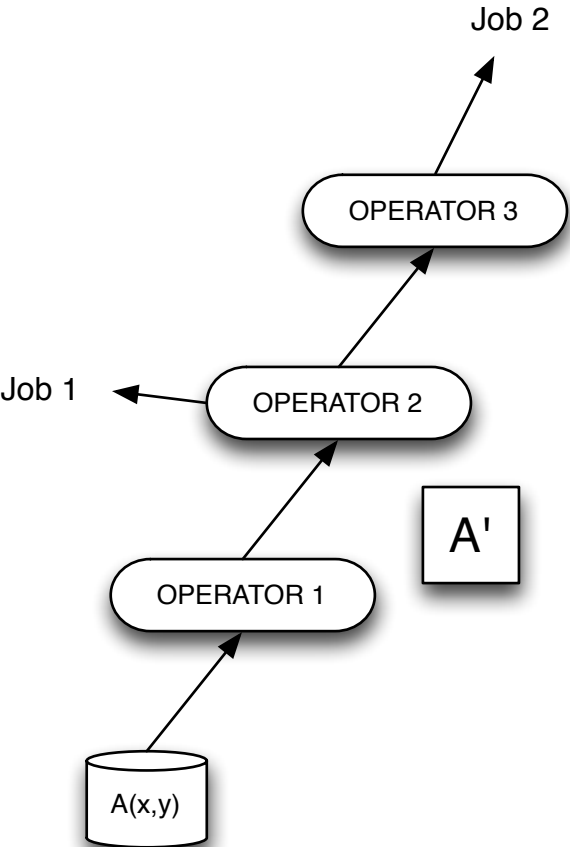 Job 2
OPERATOR 3
Job 1
OPERATOR 2
A'
OPERATOR 1
A(x,y)